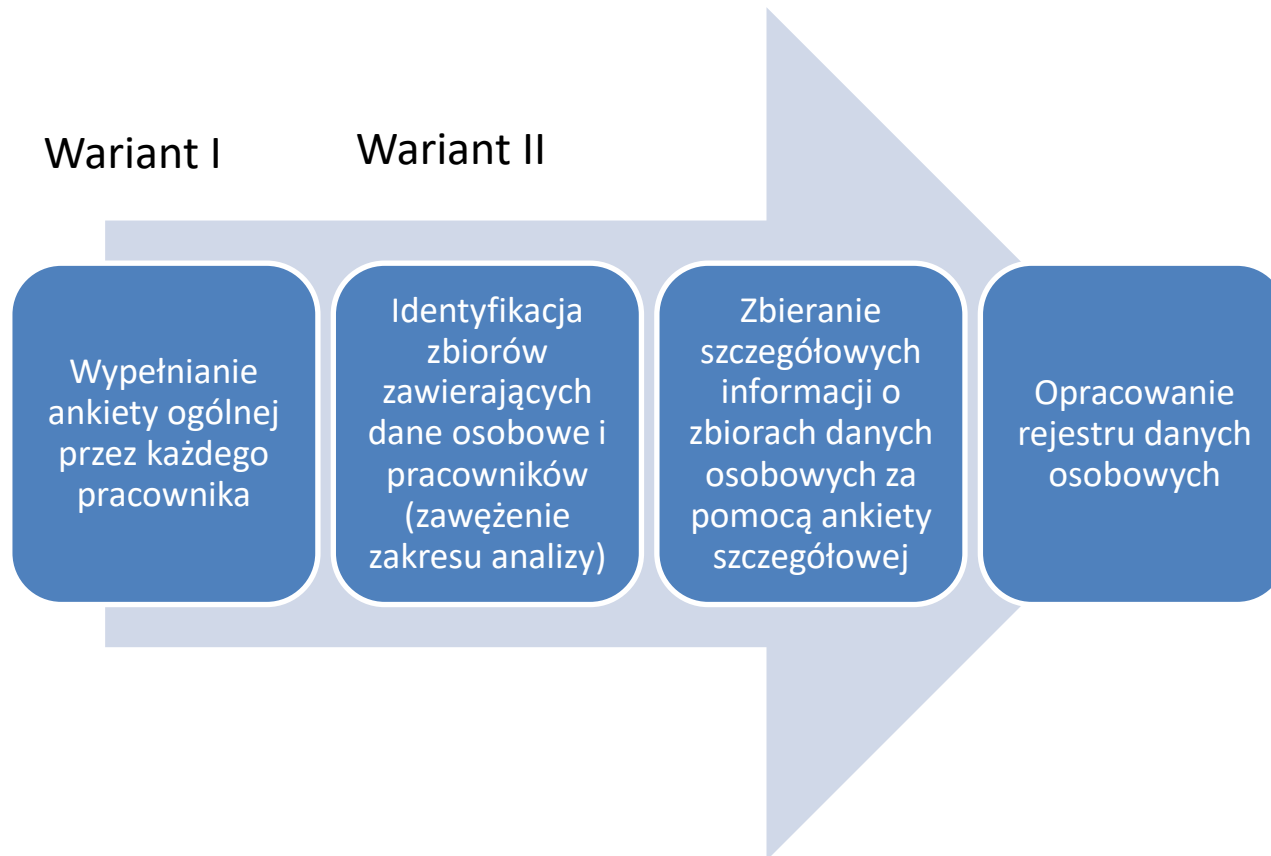 Wariant I
Wariant II
Wypełnianie
ankiety ogólnej
przez każdego
pracownika
Identyfikacja
zbiorów
zawierających
dane osobowe i
pracowników
(zawężenie
zakresu analizy)
Zbieranie
szczegółowych
informacji o
zbiorach danych
osobowych za
pomocą ankiety
szczegółowej
Opracowanie
rejestru danych
osobowych